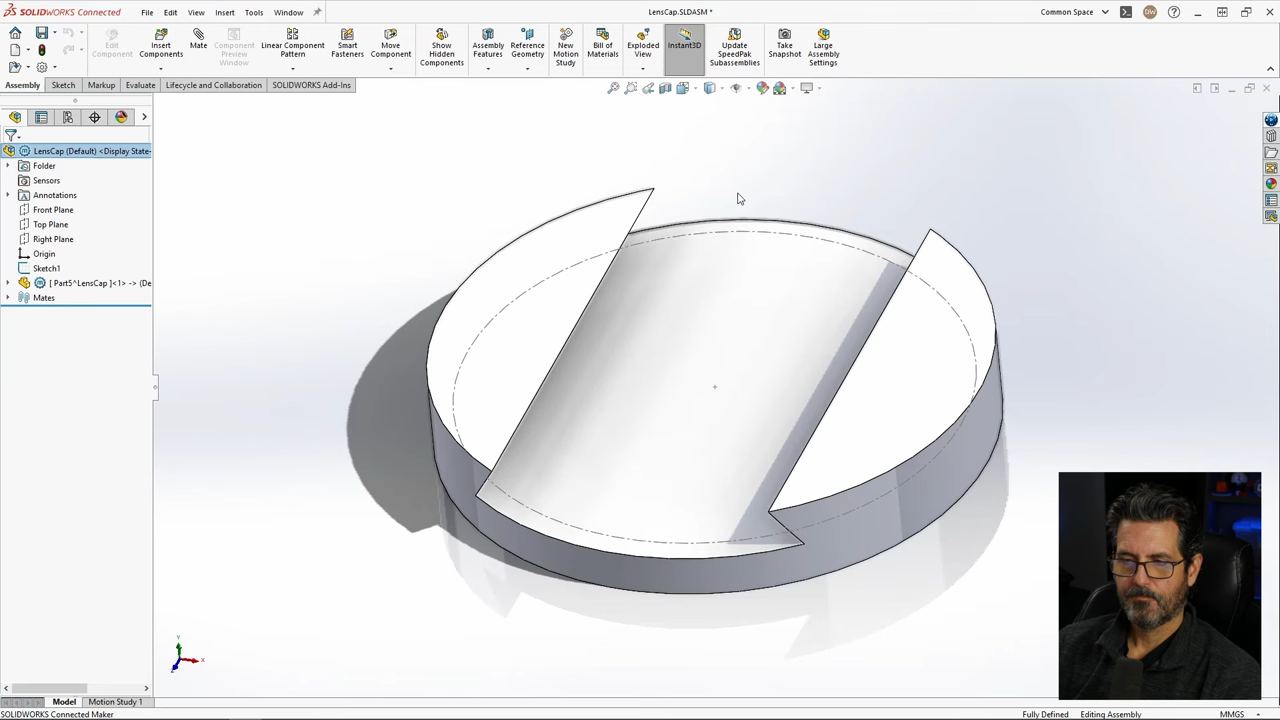 SOLIDWORKS Connected
File Edit View Insert Tools Window
LensCap.SLDASM *
Common Space
DW
Edit Component
Insert Components
Mate
Component Preview Window
Linear Component Pattern
Smart Fasteners
Move Component
Show Hidden Components
Assembly Features
Reference Geometry
New Motion Study
Bill of Materials
Exploded View
Instant3D
Update SpeedPak Subassemblies
Take Snapshot
Large Assembly Settings
Assembly Sketch Markup Evaluate Lifecycle and Collaboration SOLIDWORKS Add-Ins
LensCap (Default) <Display State-
Folder
Sensors
Annotations
Front Plane
Top Plane
Right Plane
Origin
Sketch1
[ Part5^LensCap ]<1> -> (De
Mates
Y
X
Z
Model Motion Study 1
SOLIDWORKS Connected Maker
Fully Defined Editing Assembly MMGS